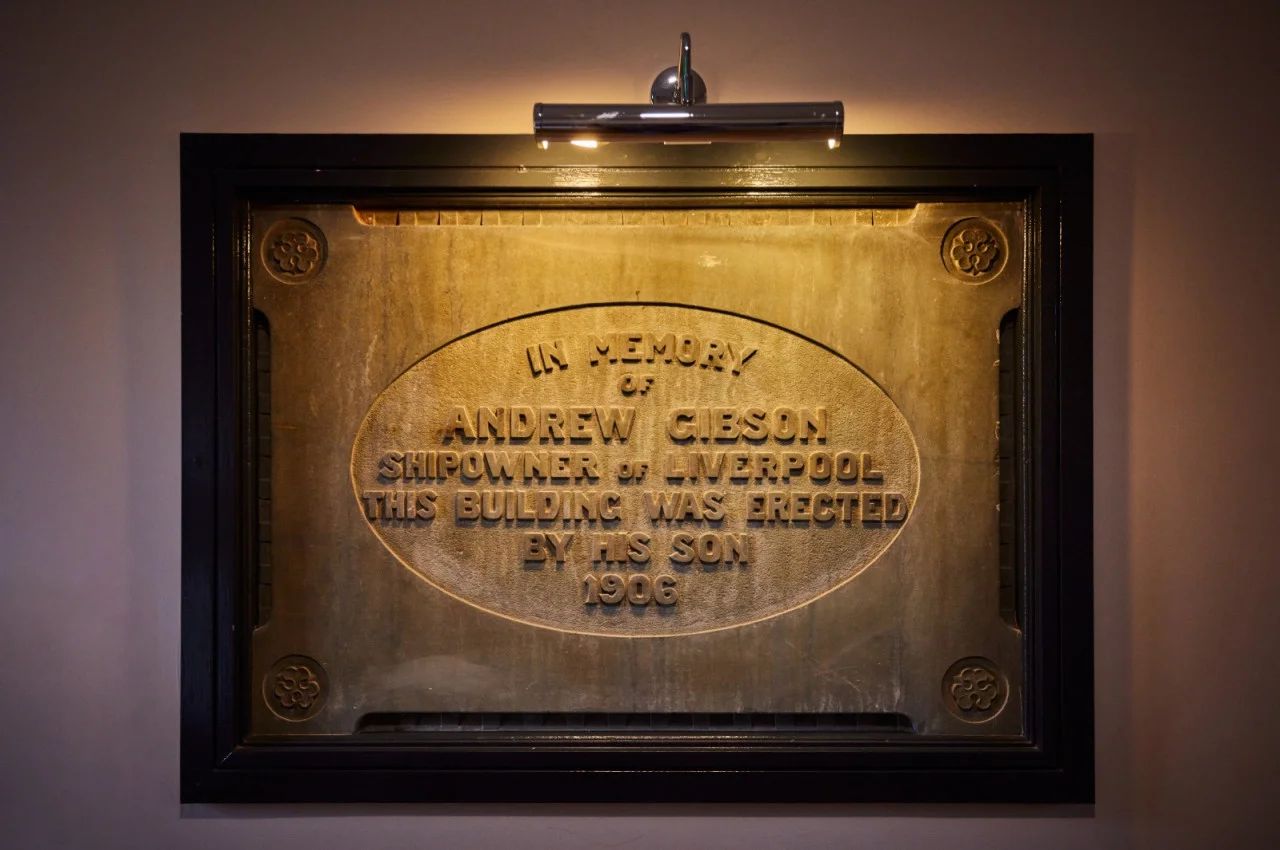 IN MEMORY
OF
ANDREW GIBSON
SHIPOWNER OF LIVERPOOL
THIS BUILDING WAS ERECTED
BY HIS SON
1906